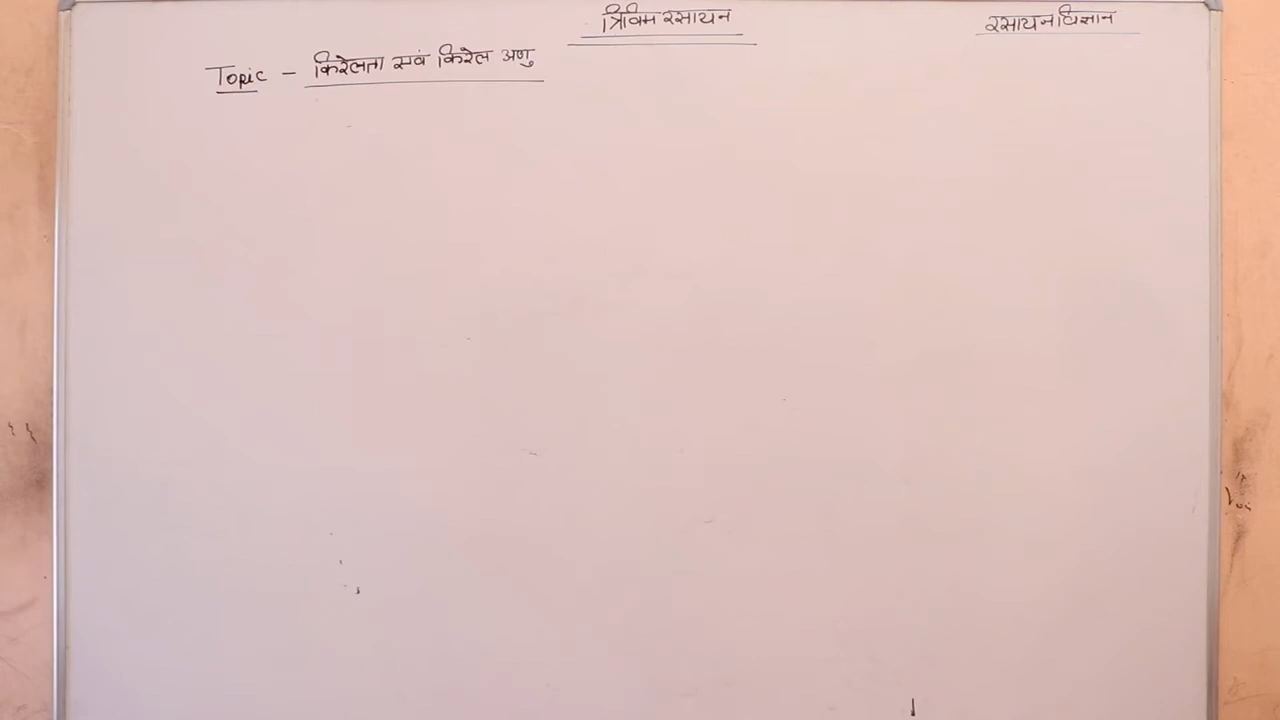 त्रिविम रसायन
रसायन विज्ञान
Topic - किरेलता एवं किरेल अणु